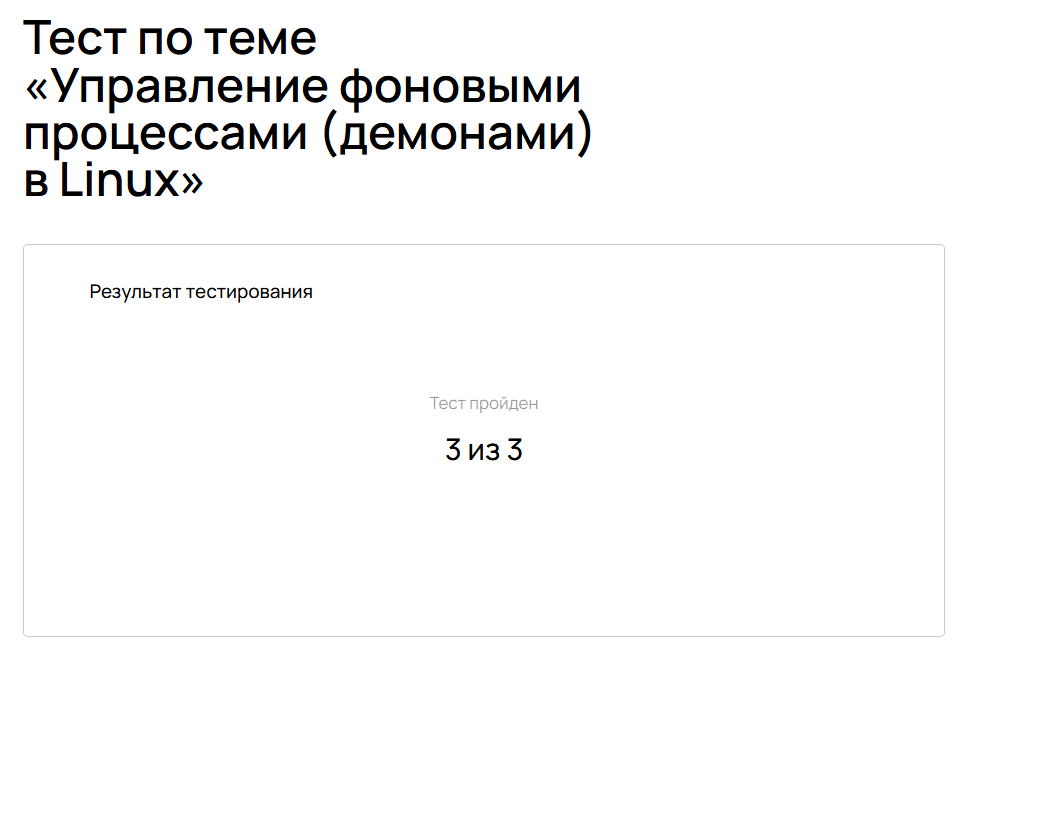 Тест по теме
«Управление фоновыми
процессами (демонами)
в Linux»
Результат тестирования
Тест пройден
3 из 3